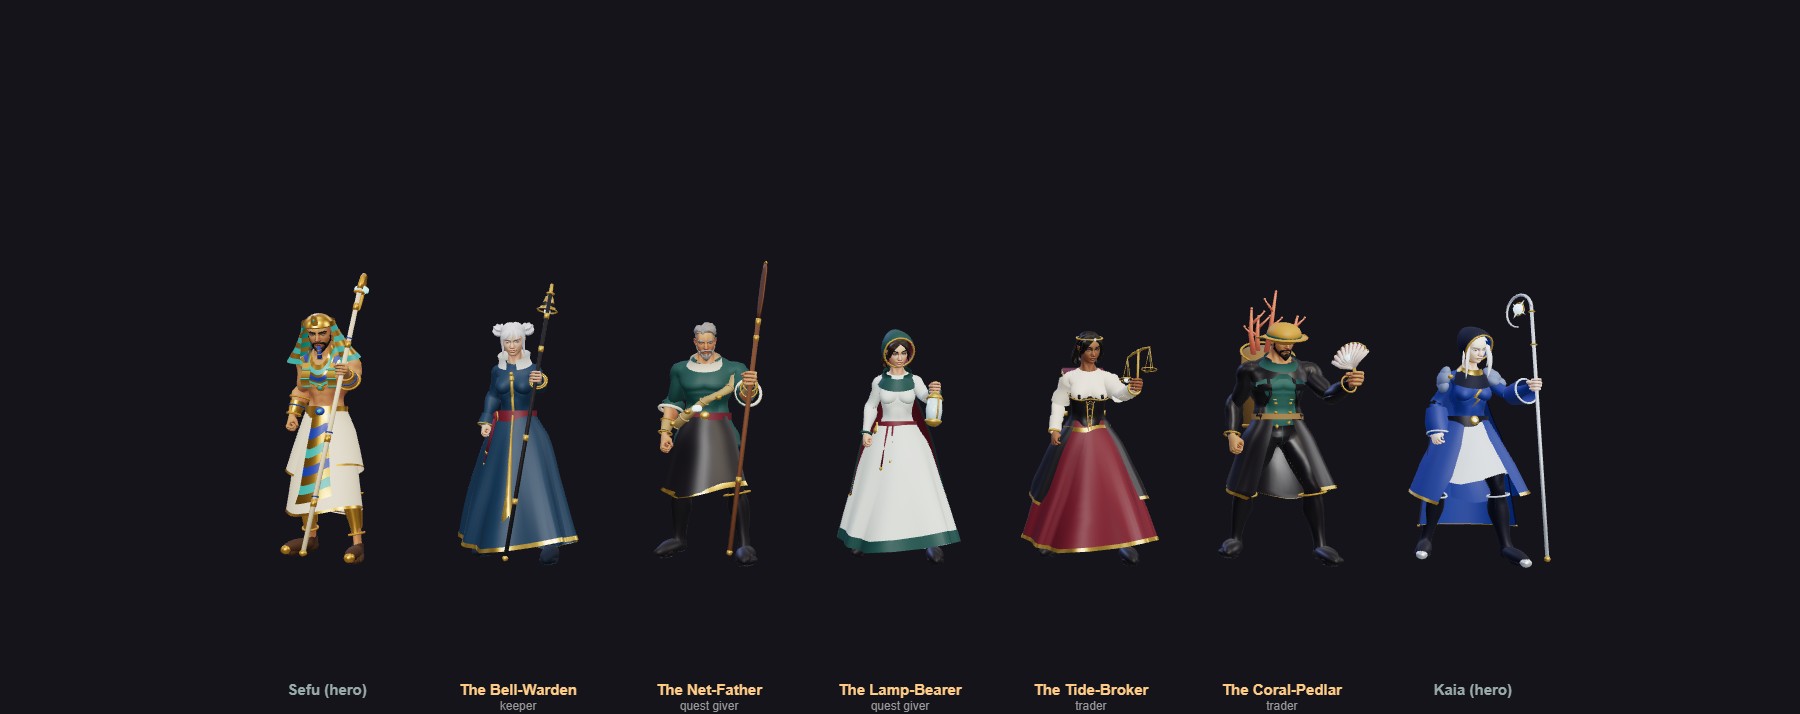 Sefu (hero)
The Bell-Warden
keeper
The Net-Father
quest giver
The Lamp-Bearer
quest giver
The Tide-Broker
trader
The Coral-Pedlar
trader
Kaia (hero)